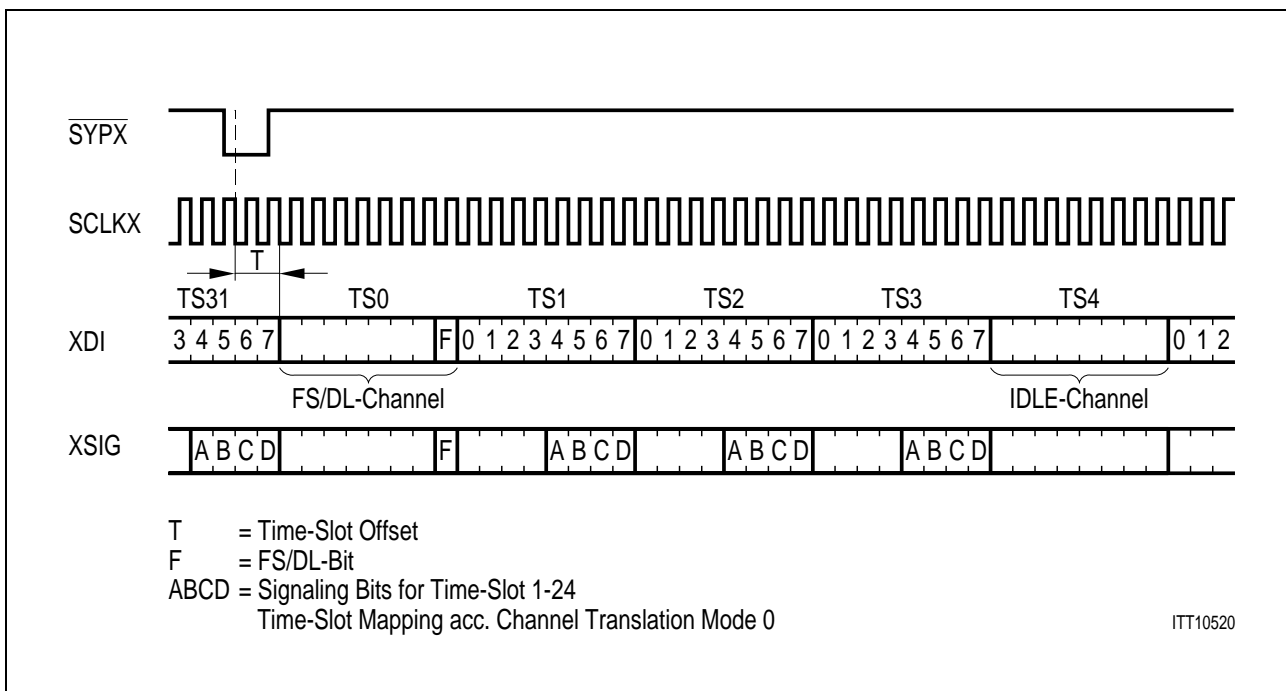 SYPX
SCLKX
T
TS31 TS0 TS1 TS2 TS3 TS4
XDI 3 4 5 6 7 F 0 1 2 3 4 5 6 7 0 1 2 3 4 5 6 7 0 1 2 3 4 5 6 7 0 1 2
FS/DL-Channel IDLE-Channel
XSIG A B C D F A B C D A B C D A B C D
T = Time-Slot Offset
F = FS/DL-Bit
ABCD = Signaling Bits for Time-Slot 1-24
Time-Slot Mapping acc. Channel Translation Mode 0
ITT10520